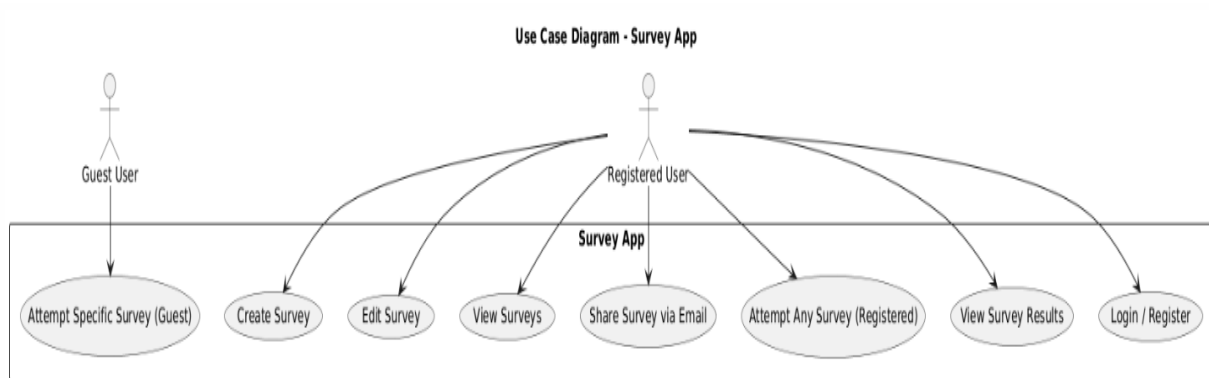 Use Case Diagram - Survey App
Guest User
Registered User
Survey App
Attempt Specific Survey (Guest)
Create Survey
Edit Survey
View Surveys
Share Survey via Email
Attempt Any Survey (Registered)
View Survey Results
Login / Register